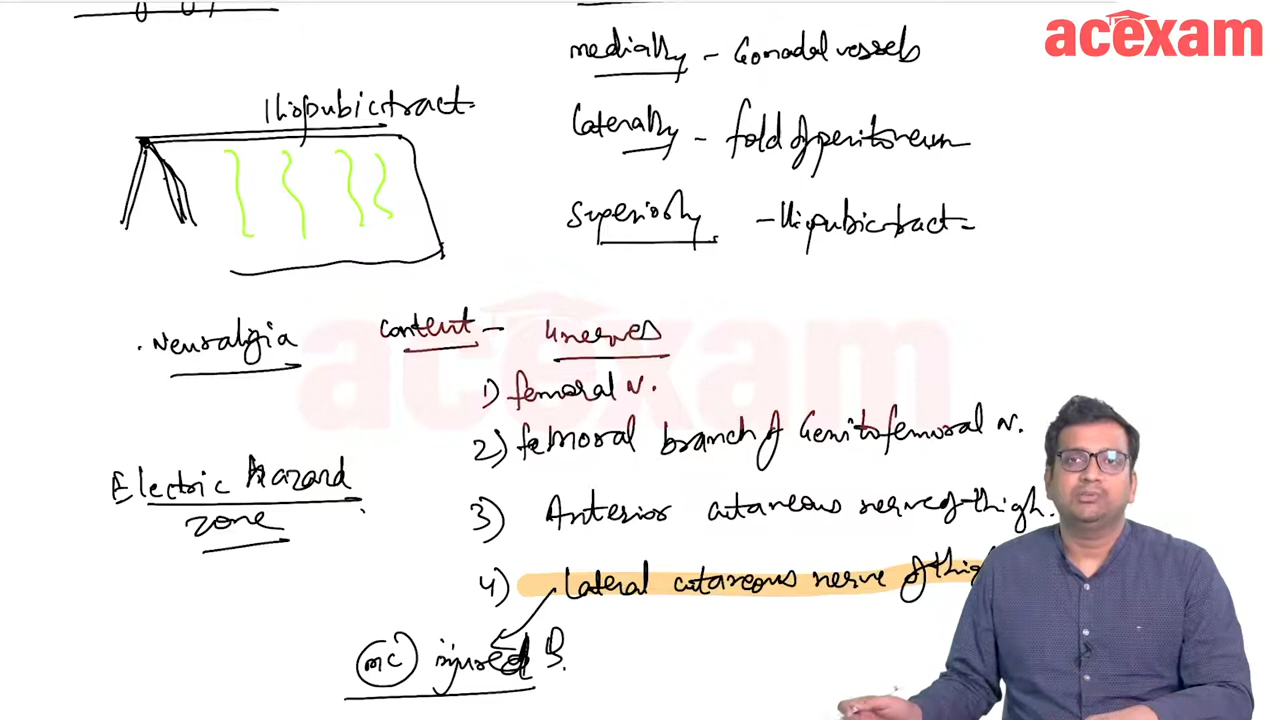 acexam
medially - Gonadal vessels
Iliopubic tract
laterally - fold of peritoneum
Superiorly - Iliopubic tract
. Neuralgia
content - 4 nerves
1) femoral N.
2) femoral branch of Genitofemoral N.
Electric Hazard zone
3) Anterior cutaneous nerve of thigh.
4) Lateral cutaneous nerve of thig
mc injured
acexam